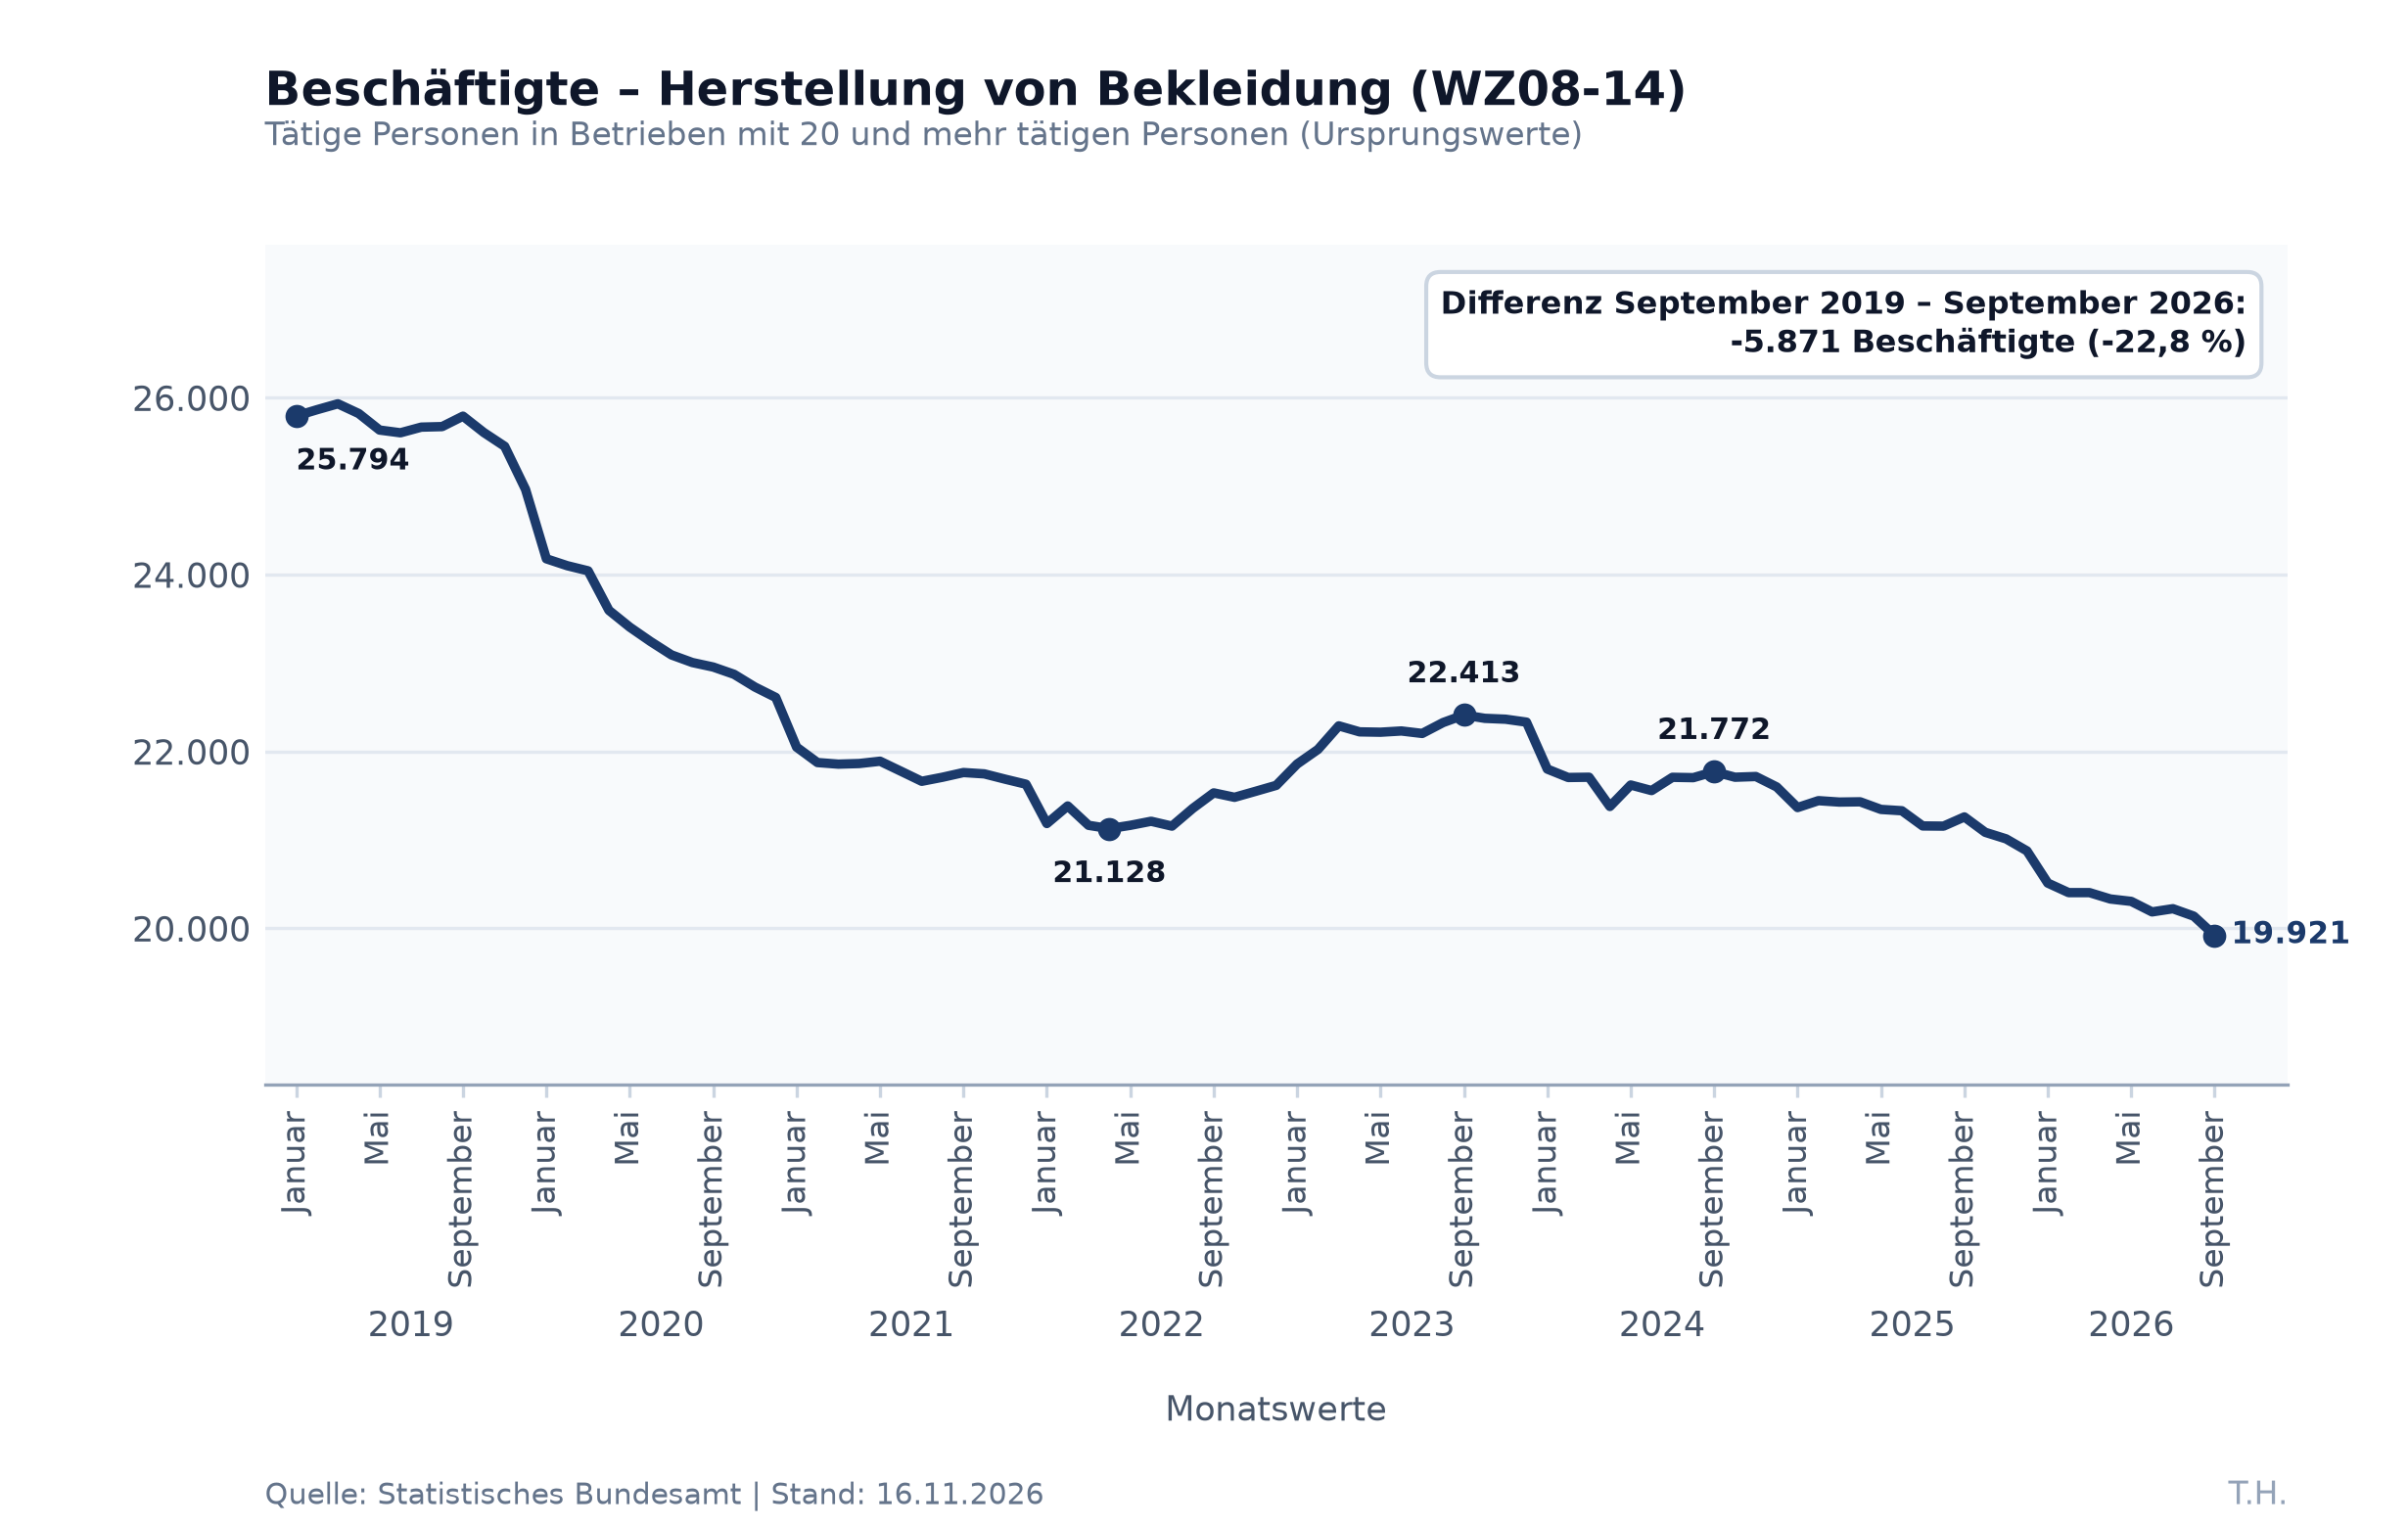 Beschäftigte – Herstellung von Bekleidung (WZ08-14)
Tätige Personen in Betrieben mit 20 und mehr tätigen Personen (Ursprungswerte)
Differenz September 2019 – September 2026:
-5.871 Beschäftigte (-22,8 %)
26.000
24.000
22.000
20.000
25.794
21.128
22.413
21.772
19.921
Januar
Mai
September
Januar
Mai
September
Januar
Mai
September
Januar
Mai
September
Januar
Mai
September
Januar
Mai
September
Januar
Mai
September
Januar
Mai
September
2019
2020
2021
2022
2023
2024
2025
2026
Monatswerte
Quelle: Statistisches Bundesamt | Stand: 16.11.2026
T.H.